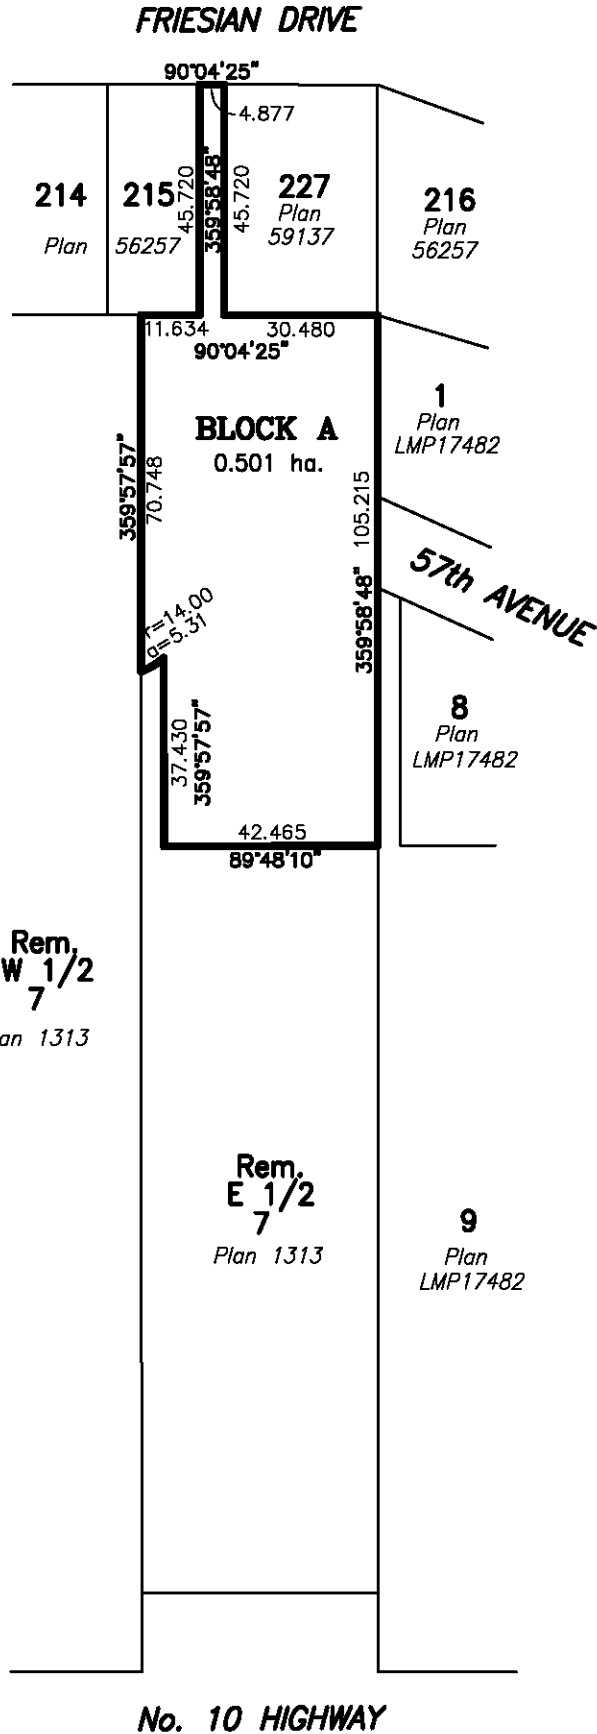 FRIESIAN DRIVE
90°04'25"
4.877
214
Plan
215
56257
45.720
359°58'48"
45.720
227
Plan
59137
216
Plan
56257
11.634
30.480
90°04'25"
BLOCK A
0.501 ha.
1
Plan
LMP17482
359°57'57"
70.748
105.215
57th AVENUE
r=14.00
a=5.31
359°58'48"
37.430
359°57'57"
8
Plan
LMP17482
42.465
89°48'10"
Rem.
W 1/2
7
an 1313
Rem.
E 1/2
7
Plan 1313
9
Plan
LMP17482
No. 10 HIGHWAY